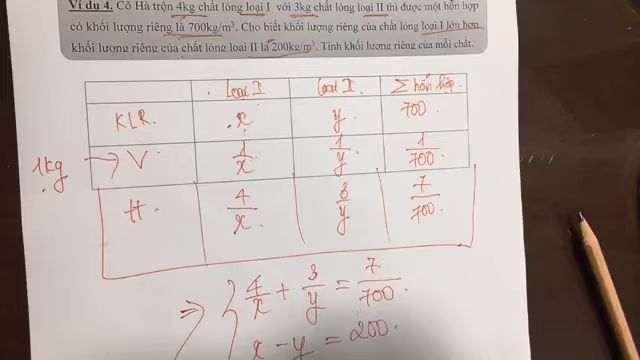 Ví dụ 4. Cô Hà trộn 4kg chất lỏng loại I với 3kg chất lỏng loại II thì được một hỗn hợp
có khối lượng riêng là 700kg/m³. Cho biết khối lượng riêng của chất lỏng loại I lớn hơn
khối lượng riêng của chất lỏng loại II là 200kg/m³. Tính khối lượng riêng của mỗi chất.
Loại I Loại I. Σ hỗn hợp.
KLR. x y 700
1kg → V 1/x 1/y 1/700
H. 4/x 3/y 7/700
⇒ { 4/x + 3/y = 7/700.
x - y = 200.